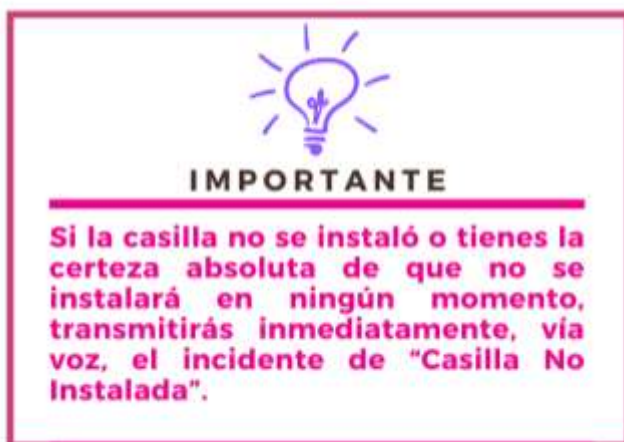 IMPORTANTE
Si la casilla no se instaló o tienes la
certeza absoluta de que no se
instalará en ningún momento,
transmitirás inmediatamente, vía
voz, el incidente de “Casilla No
Instalada”.